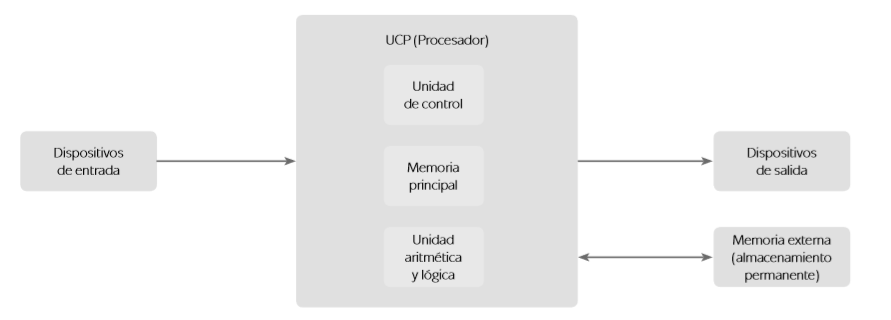 UCP (Procesador)
Unidad
de control
Dispositivos
de entrada
Memoria
principal
Dispositivos
de salida
Unidad
aritmética
y lógica
Memoria externa
(almacenamiento
permanente)